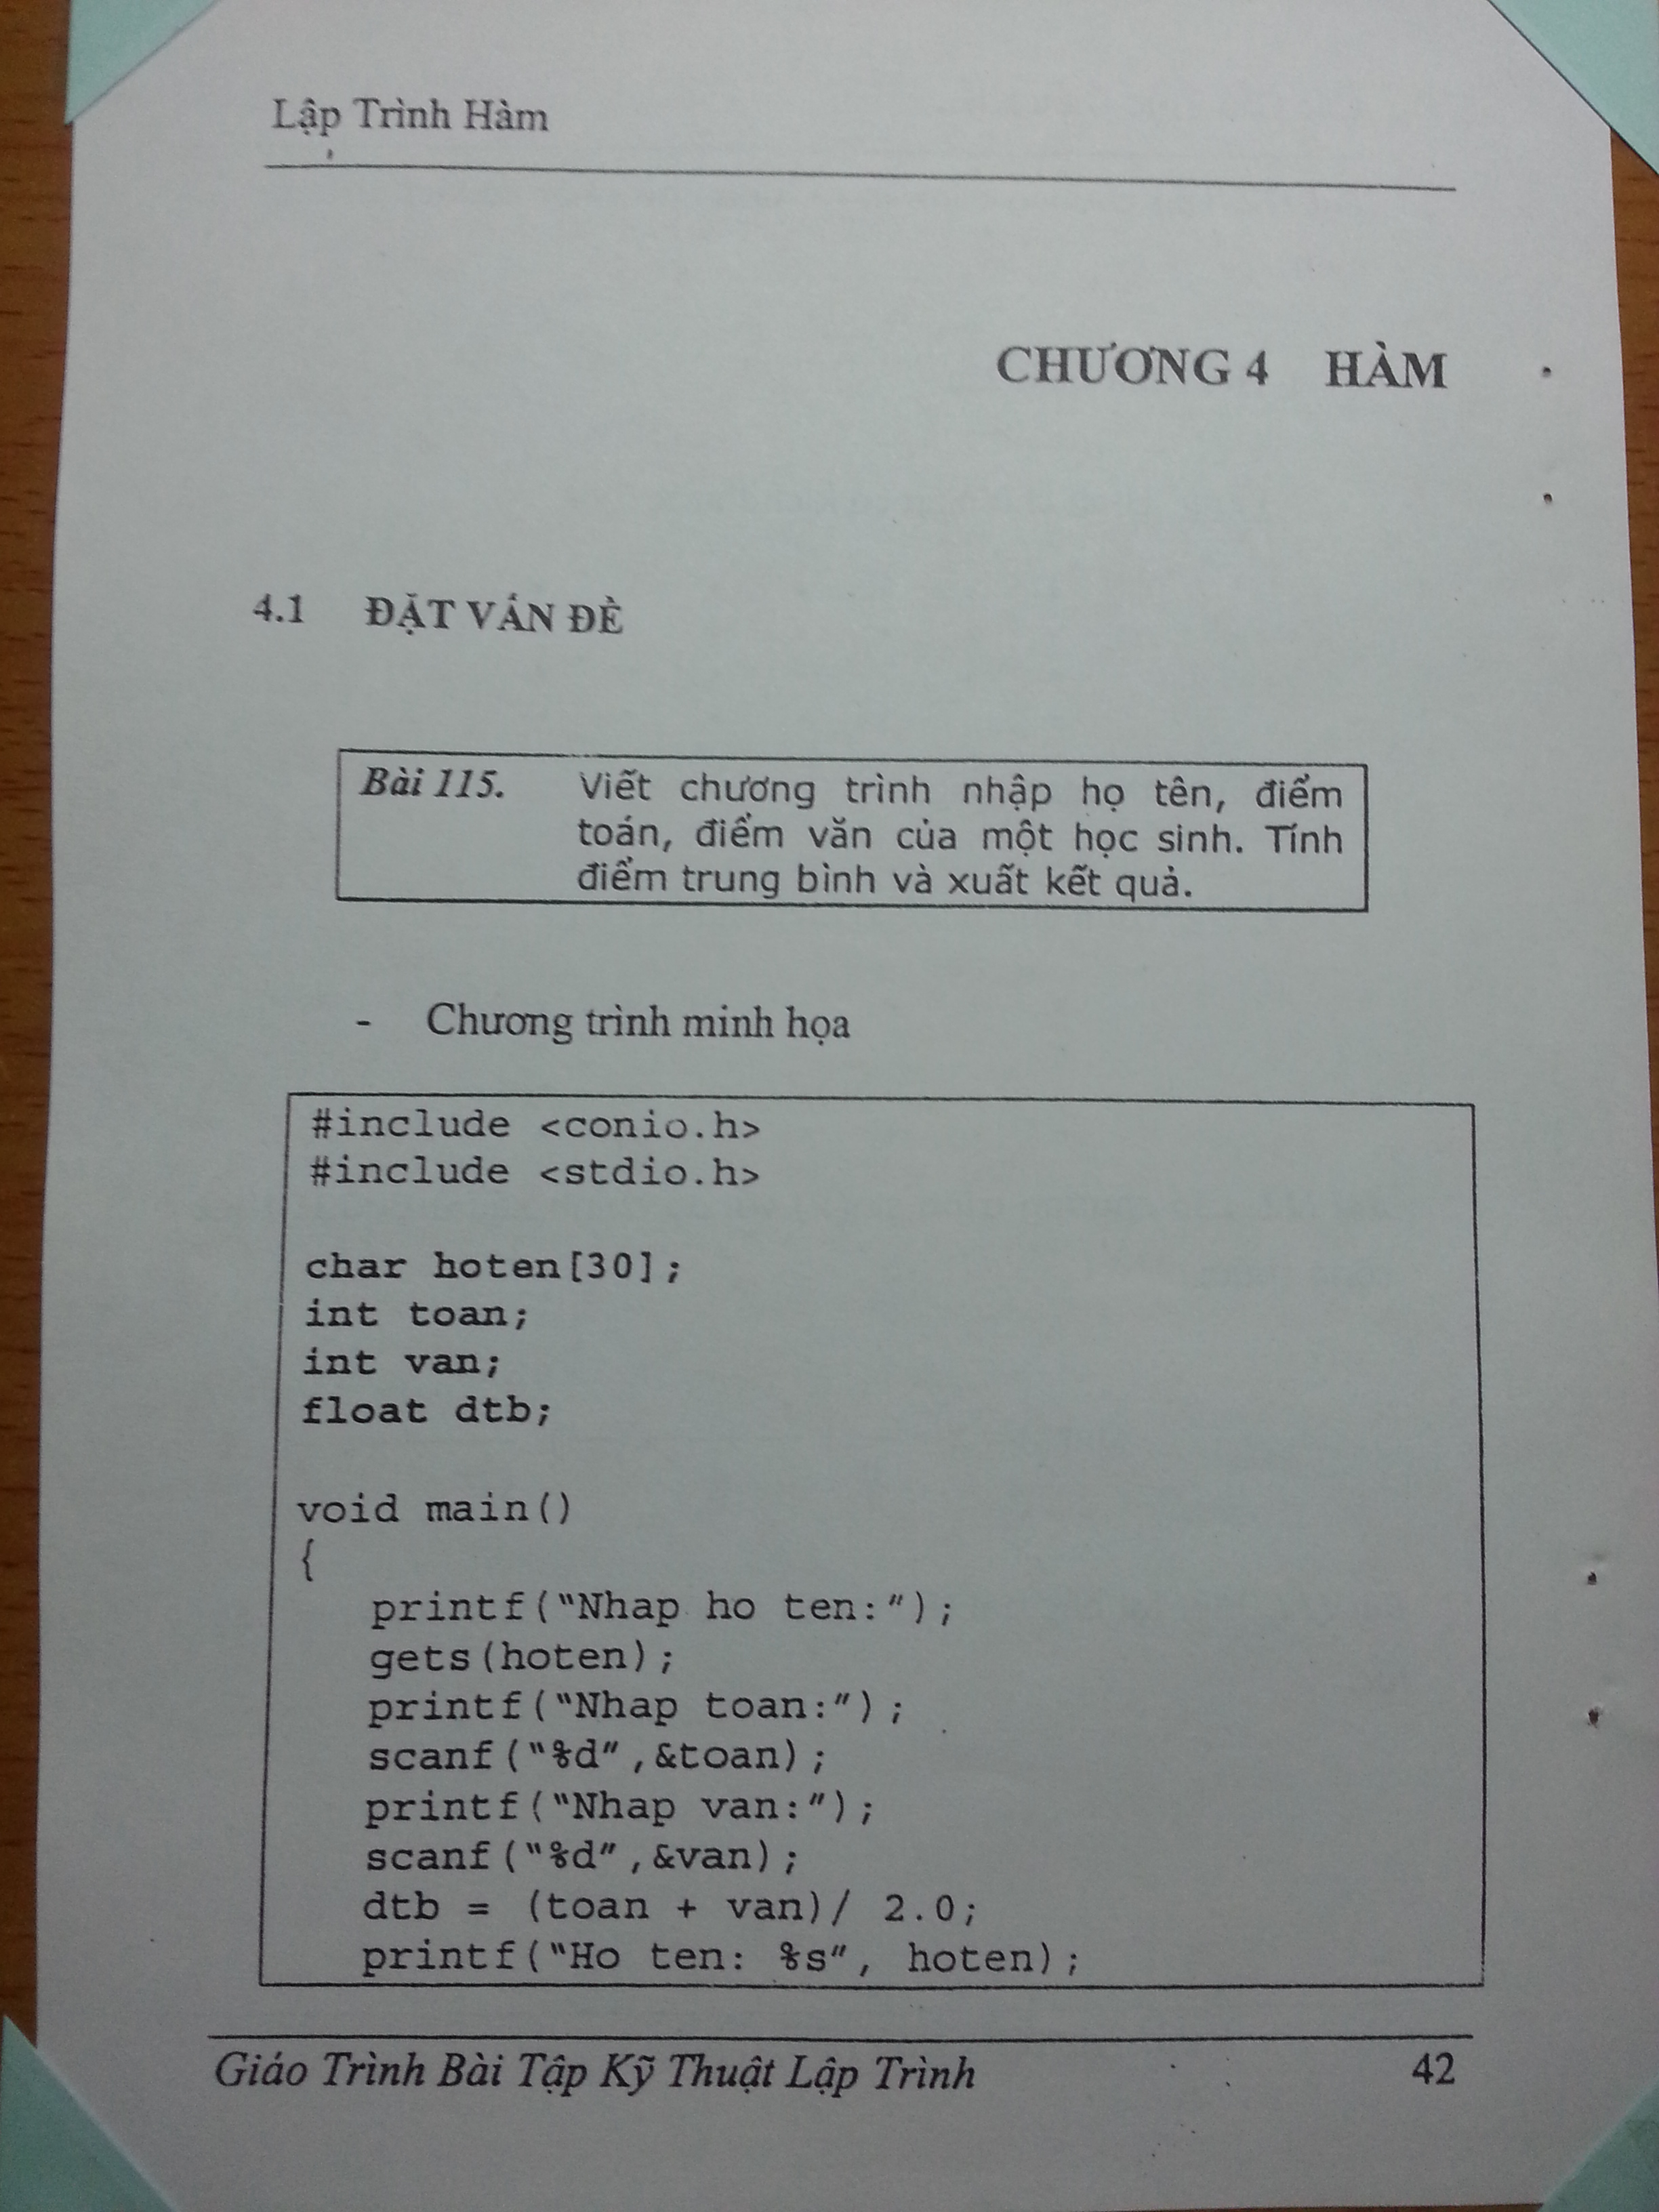 Lập Trình Hàm
CHƯƠNG 4 HÀM
4.1 ĐẶT VẤN ĐỀ
Bài 115. Viết chương trình nhập họ tên, điểm
toán, điểm văn của một học sinh. Tính
điểm trung bình và xuất kết quả.
- Chương trình minh họa
#include <conio.h>
#include <stdio.h>
char hoten[30];
int toan;
int van;
float dtb;
void main()
{
printf("Nhap ho ten:");
gets(hoten);
printf("Nhap toan:");
scanf("%d",&toan);
printf("Nhap van:");
scanf("%d",&van);
dtb = (toan + van)/ 2.0;
printf("Ho ten: %s", hoten);
Giáo Trình Bài Tập Kỹ Thuật Lập Trình 42